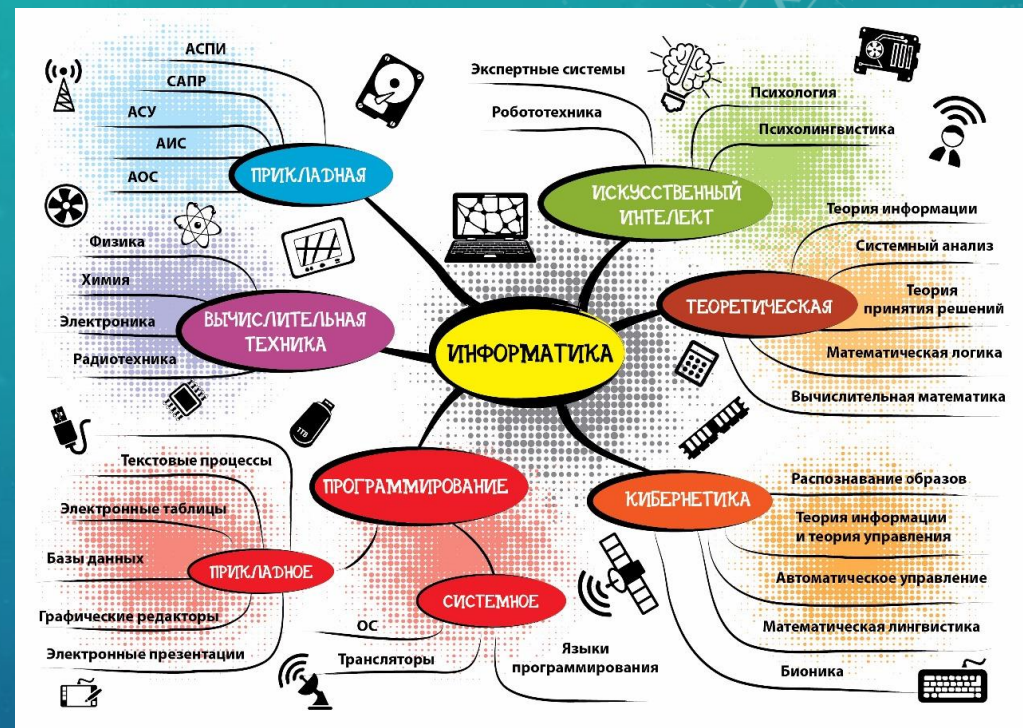 АСПИ
САПР
АСУ
АИС
АОС
ПРИКЛАДНАЯ
Экспертные системы
Робототехника
Психология
Психолингвистика
ИСКУССТВЕННЫЙ
ИНТЕЛЕКТ
Физика
Химия
Электроника
Радиотехника
ВЫЧИСЛИТЕЛЬНАЯ
ТЕХНИКА
ИНФОРМАТИКА
Теория информации
Системный анализ
Теория
принятия решений
Математическая логика
Вычислительная математика
ТЕОРЕТИЧЕСКАЯ
1TB
ПРОГРАММИРОВАНИЕ
Текстовые процессы
Электронные таблицы
Базы данных
Графические редакторы
Электронные презентации
ПРИКЛАДНОЕ
СИСТЕМНОЕ
ОС
Трансляторы
Языки
программирования
КИБЕРНЕТИКА
Распознавание образов
Теория информации
и теория управления
Автоматическое управление
Математическая лингвистика
Бионика